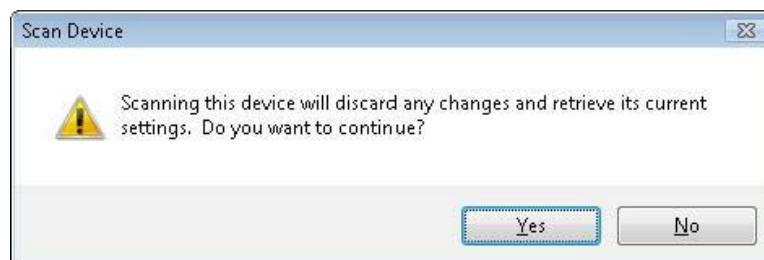 Scan Device
Scanning this device will discard any changes and retrieve its current
settings.  Do you want to continue?
Yes
No